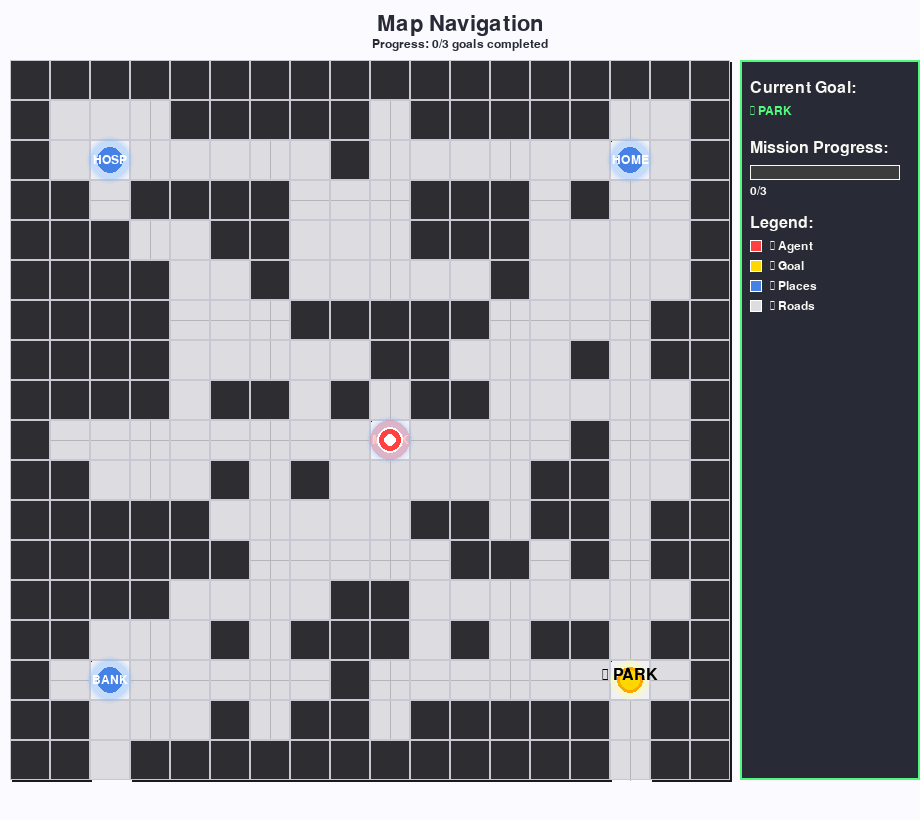 Map Navigation
Progress: 0/3 goals completed
Current Goal:
PARK
Mission Progress:
0/3
Legend:
Agent
Goal
Places
Roads
HOSP
HOME
BANK
PARK